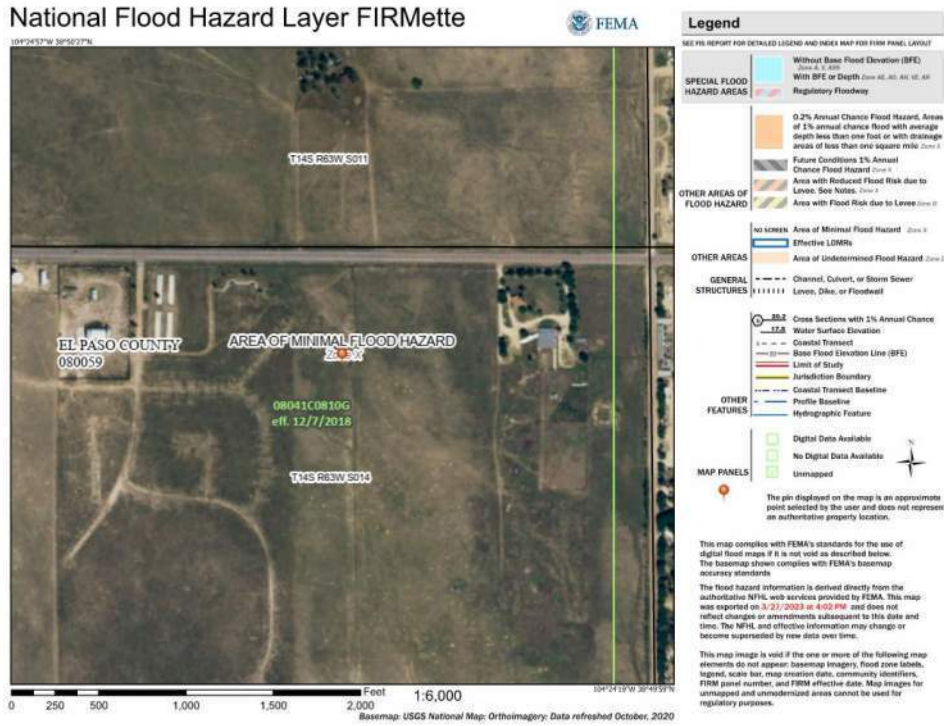 National Flood Hazard Layer FIRMette
FEMA
104°24'57"W 38°50'27"N
T14S R63W S011
EL PASO COUNTY
080059
AREA OF MINIMAL FLOOD HAZARD
Zone X
08041C0810G
eff. 12/7/2018
T14S R63W S014
Feet
0
250
500
1,000
1,500
2,000
1:6,000
104°24'19"W 38°49'59"N
Basemap: USGS National Map: Orthoimagery: Data refreshed October, 2020
Legend
SEE FIS REPORT FOR DETAILED LEGEND AND INDEX MAP FOR FIRM PANEL LAYOUT
SPECIAL FLOOD
HAZARD AREAS
Without Base Flood Elevation (BFE)
Zone A, V, A99
With BFE or Depth Zone AE, AO, AH, VE, AR
Regulatory Floodway
OTHER AREAS OF
FLOOD HAZARD
0.2% Annual Chance Flood Hazard, Areas
of 1% annual chance flood with average
depth less than one foot or with drainage
areas of less than one square mile Zone X
Future Conditions 1% Annual
Chance Flood Hazard Zone X
Area with Reduced Flood Risk due to
Levee. See Notes. Zone X
Area with Flood Risk due to Levee Zone D
OTHER AREAS
NO SCREEN Area of Minimal Flood Hazard Zone X
Effective LOMRs
Area of Undetermined Flood Hazard Zone D
GENERAL
STRUCTURES
Channel, Culvert, or Storm Sewer
Levee, Dike, or Floodwall
OTHER
FEATURES
20.2 Cross Sections with 1% Annual Chance
17.5 Water Surface Elevation
Coastal Transect
Base Flood Elevation Line (BFE)
Limit of Study
Jurisdiction Boundary
Coastal Transect Baseline
Profile Baseline
Hydrographic Feature
MAP PANELS
Digital Data Available
No Digital Data Available
Unmapped
N
The pin displayed on the map is an approximate
point selected by the user and does not represen
an authoritative property location.
This map complies with FEMA's standards for the use of
digital flood maps if it is not void as described below.
The basemap shown complies with FEMA's basemap
accuracy standards
The flood hazard information is derived directly from the
authoritative NFHL web services provided by FEMA. This map
was exported on 3/27/2023 at 4:02 PM and does not
reflect changes or amendments subsequent to this date and
time. The NFHL and effective information may change or
become superseded by new data over time.
This map image is void if the one or more of the following map
elements do not appear: basemap imagery, flood zone labels,
legend, scale bar, map creation date, community identifiers,
FIRM panel number, and FIRM effective date. Map images for
unmapped and unmodernized areas cannot be used for
regulatory purposes.